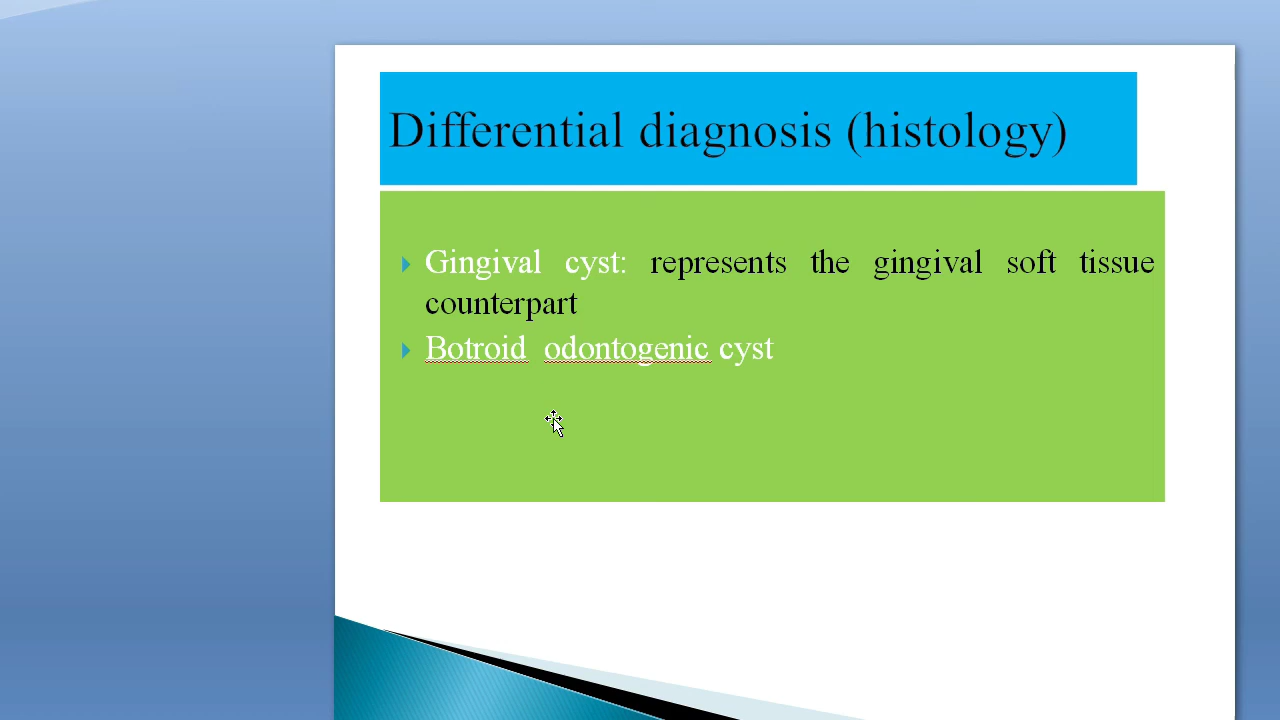 Differential diagnosis (histology)
Gingival cyst: represents the gingival soft tissue
counterpart
Botroid odontogenic cyst